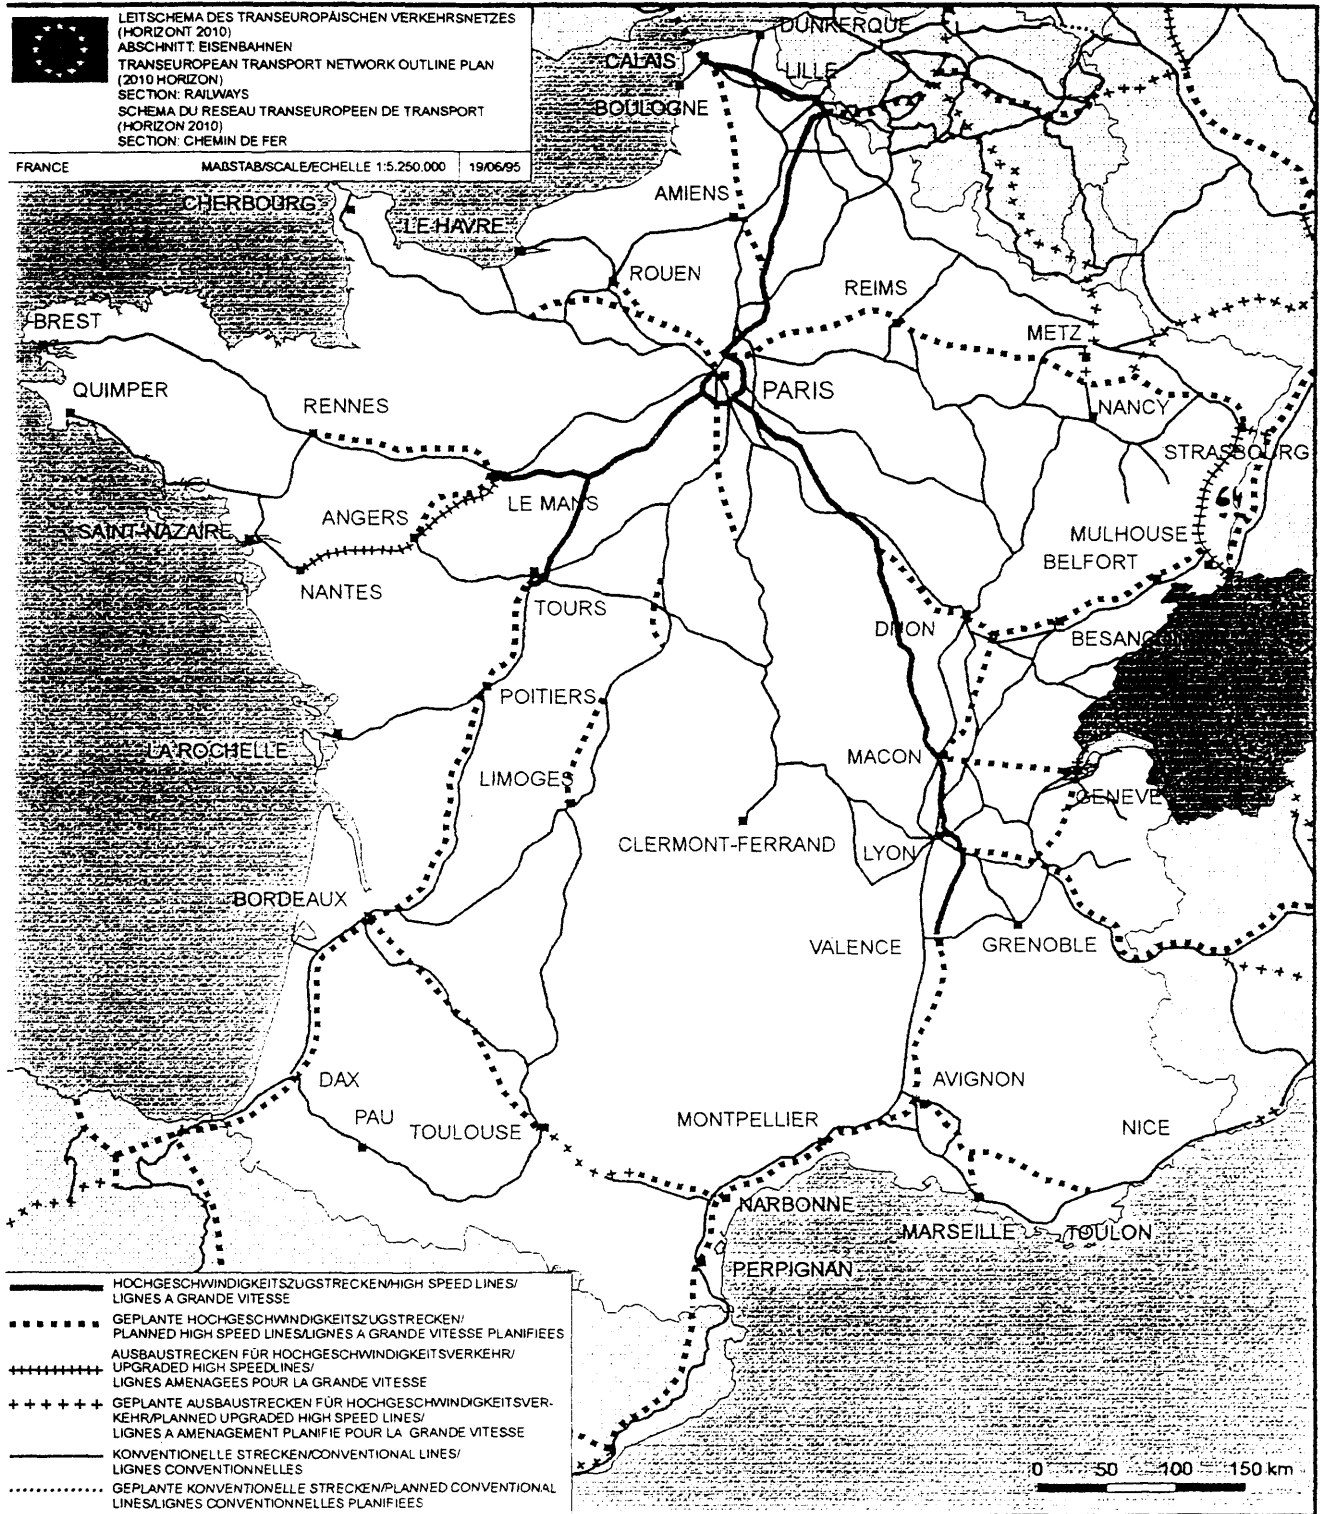 LEITSCHEMA DES TRANSEUROPÄISCHEN VERKEHRSNETZES
(HORIZONT 2010)
ABSCHNITT: EISENBAHNEN
TRANSEUROPEAN TRANSPORT NETWORK OUTLINE PLAN
(2010 HORIZON)
SECTION: RAILWAYS
SCHEMA DU RESEAU TRANSEUROPEEN DE TRANSPORT
(HORIZON 2010)
SECTION: CHEMIN DE FER
FRANCE MAßSTAB/SCALE/ECHELLE 1:5.250.000 19/06/95
DUNKERQUE
CALAIS
LILLE
BOULOGNE
AMIENS
CHERBOURG
LE HAVRE
ROUEN
REIMS
BREST
METZ
QUIMPER
PARIS
RENNES
NANCY
STRASBOURG
LE MANS
ANGERS
SAINT-NAZAIRE
MULHOUSE
BELFORT
NANTES
TOURS
DIJON
BESANCON
POITIERS
LA ROCHELLE
MACON
LIMOGES
GENEVE
CLERMONT-FERRAND
LYON
BORDEAUX
VALENCE
GRENOBLE
DAX
AVIGNON
PAU
TOULOUSE
MONTPELLIER
NICE
NARBONNE
MARSEILLE
TOULON
PERPIGNAN
HOCHGESCHWINDIGKEITSZUGSTRECKEN/HIGH SPEED LINES/
LIGNES A GRANDE VITESSE
GEPLANTE HOCHGESCHWINDIGKEITSZUGSTRECKEN/
PLANNED HIGH SPEED LINES/LIGNES A GRANDE VITESSE PLANIFIEES
AUSBAUSTRECKEN FÜR HOCHGESCHWINDIGKEITSVERKEHR/
UPGRADED HIGH SPEEDLINES/
LIGNES AMENAGEES POUR LA GRANDE VITESSE
GEPLANTE AUSBAUSTRECKEN FÜR HOCHGESCHWINDIGKEITSVER-
KEHR/PLANNED UPGRADED HIGH SPEED LINES/
LIGNES A AMENAGEMENT PLANIFIE POUR LA GRANDE VITESSE
KONVENTIONELLE STRECKEN/CONVENTIONAL LINES/
LIGNES CONVENTIONNELLES
GEPLANTE KONVENTIONELLE STRECKEN/PLANNED CONVENTIONAL
LINES/LIGNES CONVENTIONNELLES PLANIFIEES
0 50 100 150 km